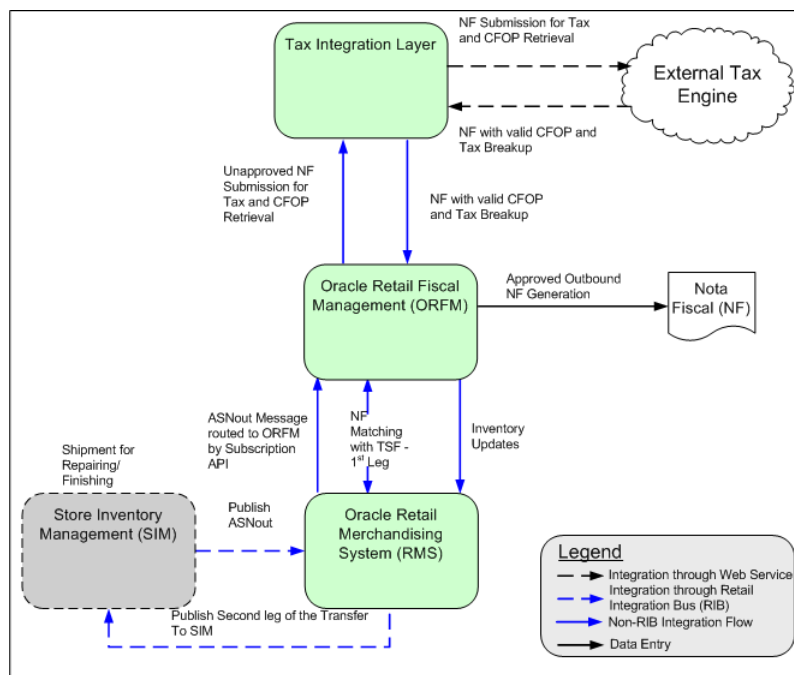 Tax Integration Layer
NF Submission for Tax
and CFOP Retrieval
External Tax
Engine
NF with valid CFOP and
Tax Breakup
Unapproved NF
Submission for
Tax and CFOP
Retrieval
NF with valid CFOP
and Tax Breakup
Oracle Retail Fiscal
Management (ORFM)
Approved Outbound
NF Generation
Nota
Fiscal (NF)
ASNout Message
routed to ORFM
by Subscription
API
NF
Matching
with TSF -
1st Leg
Inventory
Updates
Shipment for
Repairing/
Finishing
Store Inventory
Management (SIM)
Publish
ASNout
Oracle Retail
Merchandising
System (RMS)
Publish Second leg of the Transfer
To SIM
Legend
Integration through Web Service
Integration through Retail
Integration Bus (RIB)
Non-RIB Integration Flow
Data Entry